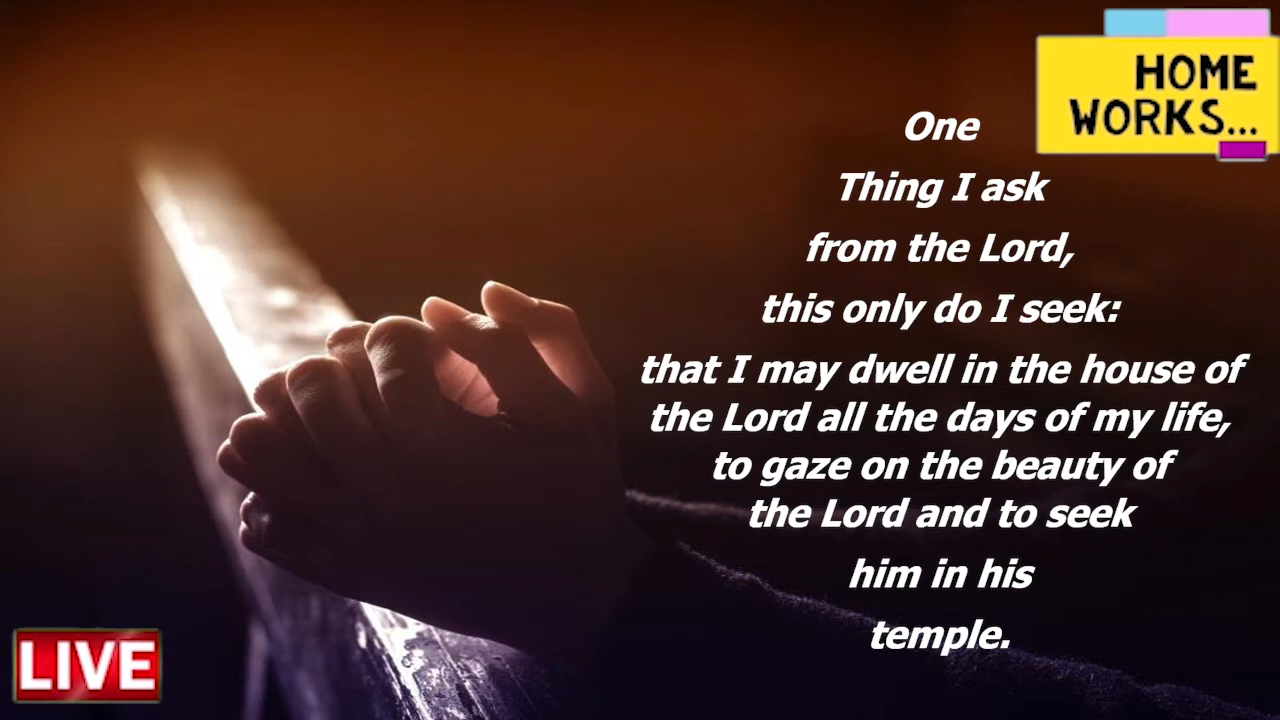 HOME
WORKS...
One
Thing I ask
from the Lord,
this only do I seek:
that I may dwell in the house of
the Lord all the days of my life,
to gaze on the beauty of
the Lord and to seek
him in his
temple.
LIVE